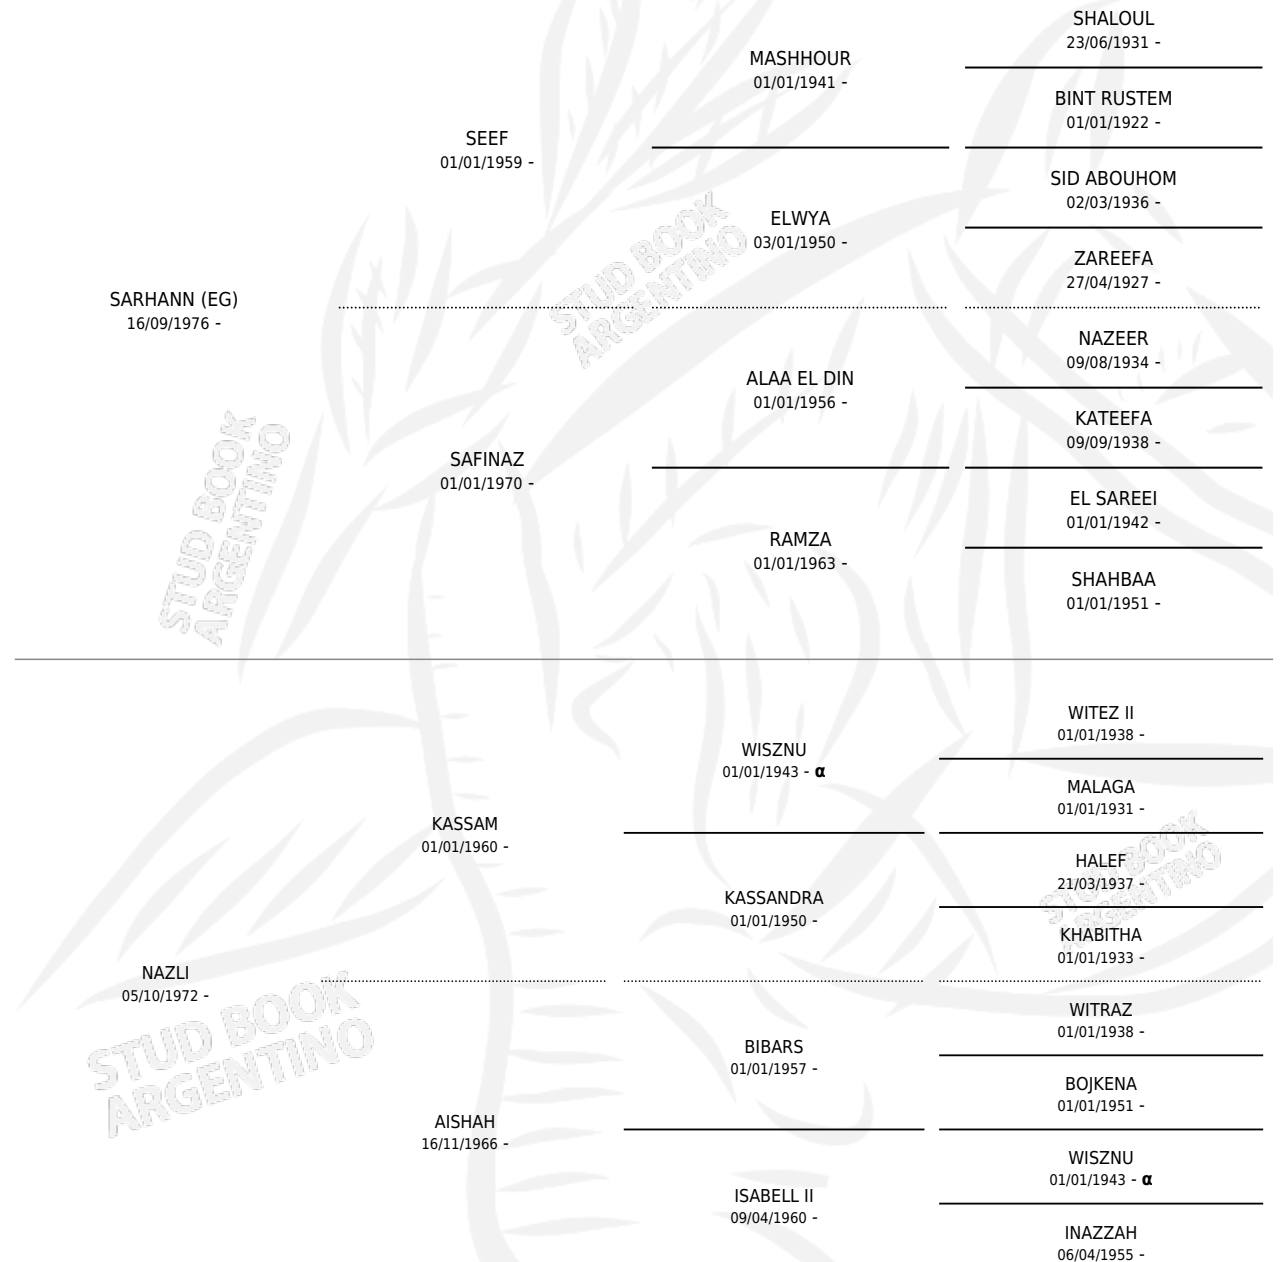 SHALOUL
23/06/1931 -
MASHHOUR
01/01/1941 -
BINT RUSTEM
01/01/1922 -
SEEF
01/01/1959 -
SID ABOUHOM
02/03/1936 -
ELWYA
03/01/1950 -
ZAREEFA
27/04/1927 -
SARHANN (EG)
16/09/1976 -
NAZEER
09/08/1934 -
ALAA EL DIN
01/01/1956 -
KATEEFA
09/09/1938 -
SAFINAZ
01/01/1970 -
EL SAREEI
01/01/1942 -
RAMZA
01/01/1963 -
SHAHBAA
01/01/1951 -
WITEZ II
01/01/1938 -
WISZNU
01/01/1943 - α
MALAGA
01/01/1931 -
KASSAM
01/01/1960 -
HALEF
21/03/1937 -
KASSANDRA
01/01/1950 -
KHABITHA
01/01/1933 -
NAZLI
05/10/1972 -
WITRAZ
01/01/1938 -
BIBARS
01/01/1957 -
BOJKENA
01/01/1951 -
AISHAH
16/11/1966 -
WISZNU
01/01/1943 - α
ISABELL II
09/04/1960 -
INAZZAH
06/04/1955 -
STUD BOOK
ARGENTINO
STUD BOOK
ARGENTINO
STUD BOOK
ARGENTINO
STUD BOOK
ARGENTINO